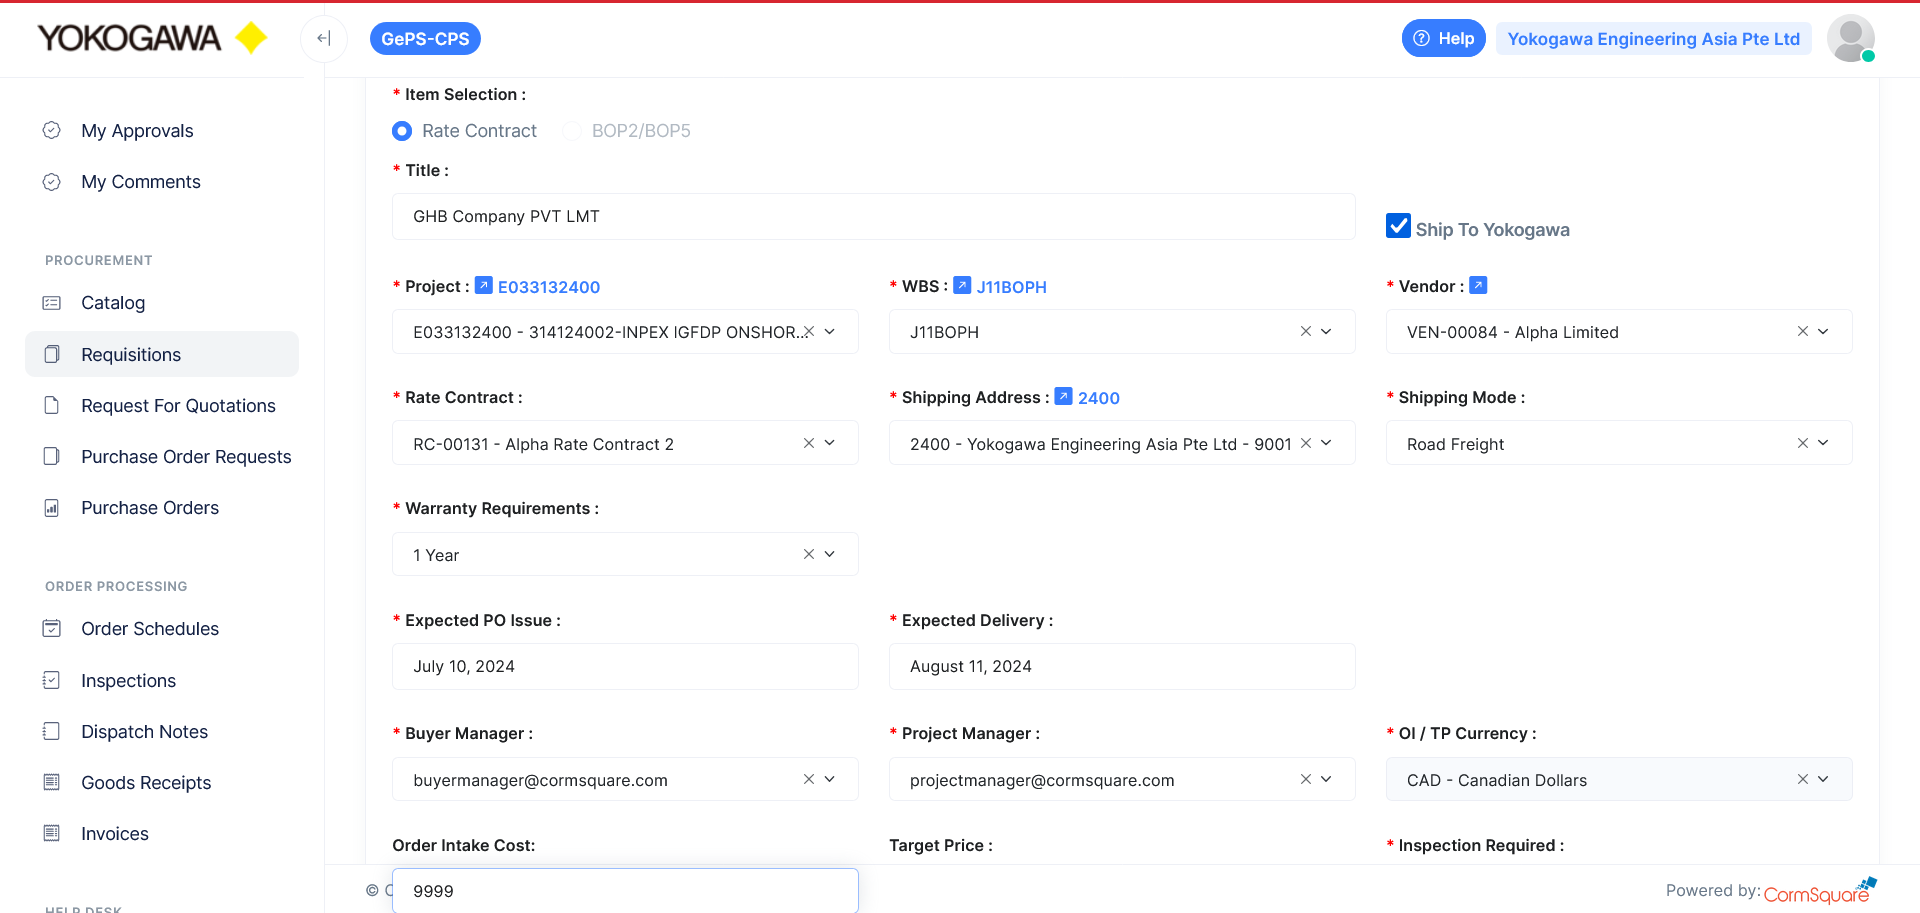 YOKOGAWA
GePS-CPS
Help
Yokogawa Engineering Asia Pte Ltd
My Approvals
My Comments
PROCUREMENT
Catalog
Requisitions
Request For Quotations
Purchase Order Requests
Purchase Orders
ORDER PROCESSING
Order Schedules
Inspections
Dispatch Notes
Goods Receipts
Invoices
HELP DESK
* Item Selection :
Rate Contract BOP2/BOP5
* Title :
GHB Company PVT LMT
Ship To Yokogawa
* Project : E033132400
* WBS : J11BOPH
* Vendor :
E033132400 - 314124002-INPEX IGFDP ONSHOR...
J11BOPH
VEN-00084 - Alpha Limited
* Rate Contract :
* Shipping Address : 2400
* Shipping Mode :
RC-00131 - Alpha Rate Contract 2
2400 - Yokogawa Engineering Asia Pte Ltd - 9001
Road Freight
* Warranty Requirements :
1 Year
* Expected PO Issue :
* Expected Delivery :
July 10, 2024
August 11, 2024
* Buyer Manager :
* Project Manager :
* OI / TP Currency :
buyermanager@cormsquare.com
projectmanager@cormsquare.com
CAD - Canadian Dollars
Order Intake Cost:
Target Price :
* Inspection Required :
©
9999
Powered by: CormSquare